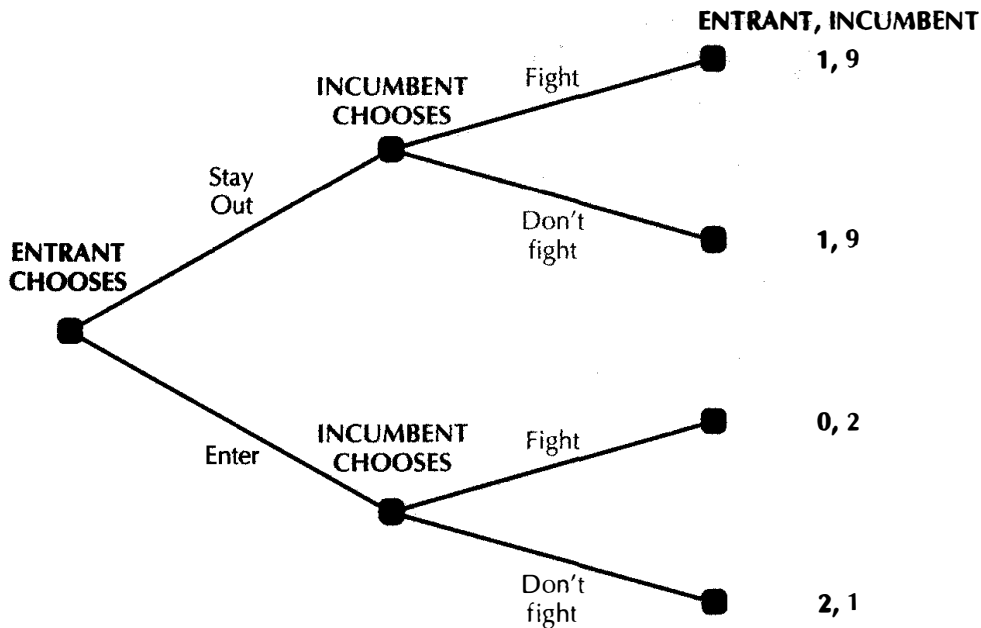 ENTRANT, INCUMBENT
1, 9
Fight
INCUMBENT
CHOOSES
Stay
Out
Don't
fight
1, 9
ENTRANT
CHOOSES
0, 2
INCUMBENT
CHOOSES
Fight
Enter
Don't
fight
2, 1